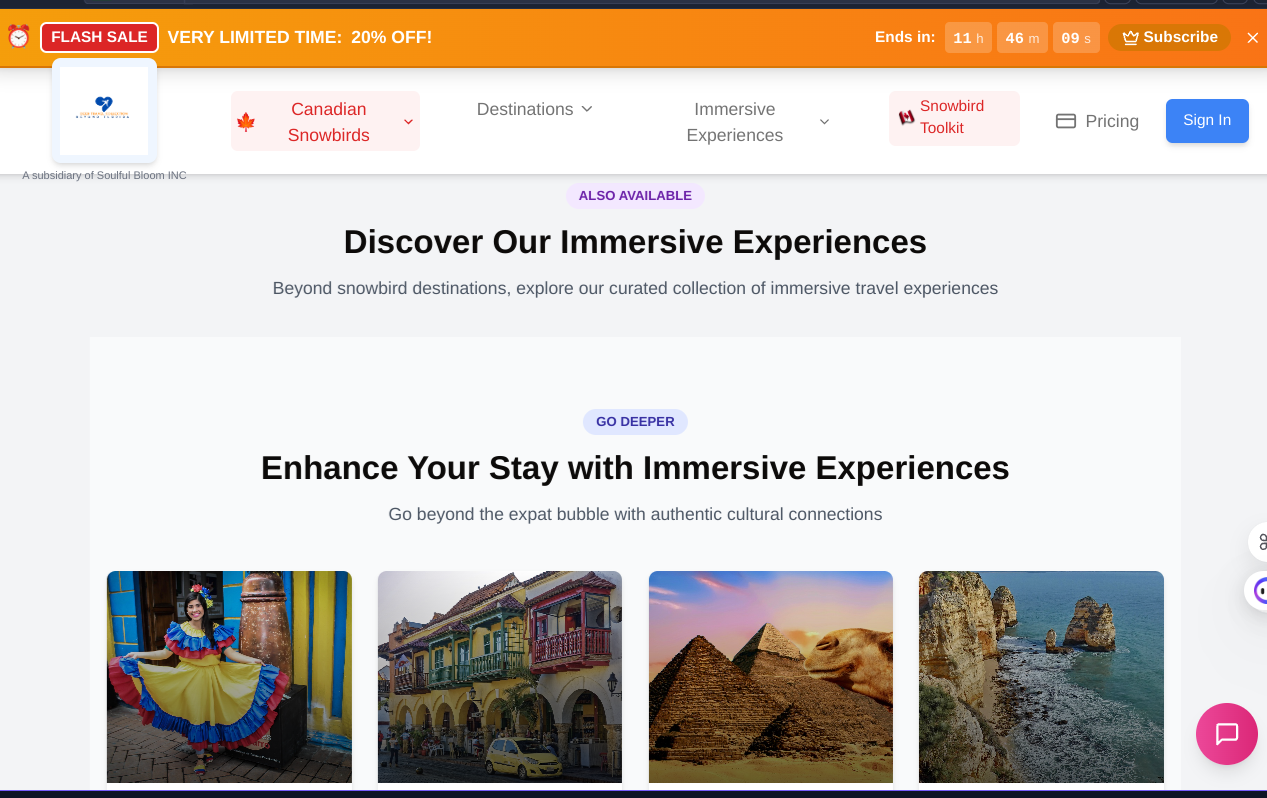 FLASH SALE VERY LIMITED TIME: 20% OFF!
Ends in: 11 h 46 m 09 s Subscribe
Canadian
Snowbirds
Destinations
Immersive
Experiences
Snowbird
Toolkit
Pricing
Sign In
A subsidiary of Soulful Bloom INC
ALSO AVAILABLE
Discover Our Immersive Experiences
Beyond snowbird destinations, explore our curated collection of immersive travel experiences
GO DEEPER
Enhance Your Stay with Immersive Experiences
Go beyond the expat bubble with authentic cultural connections